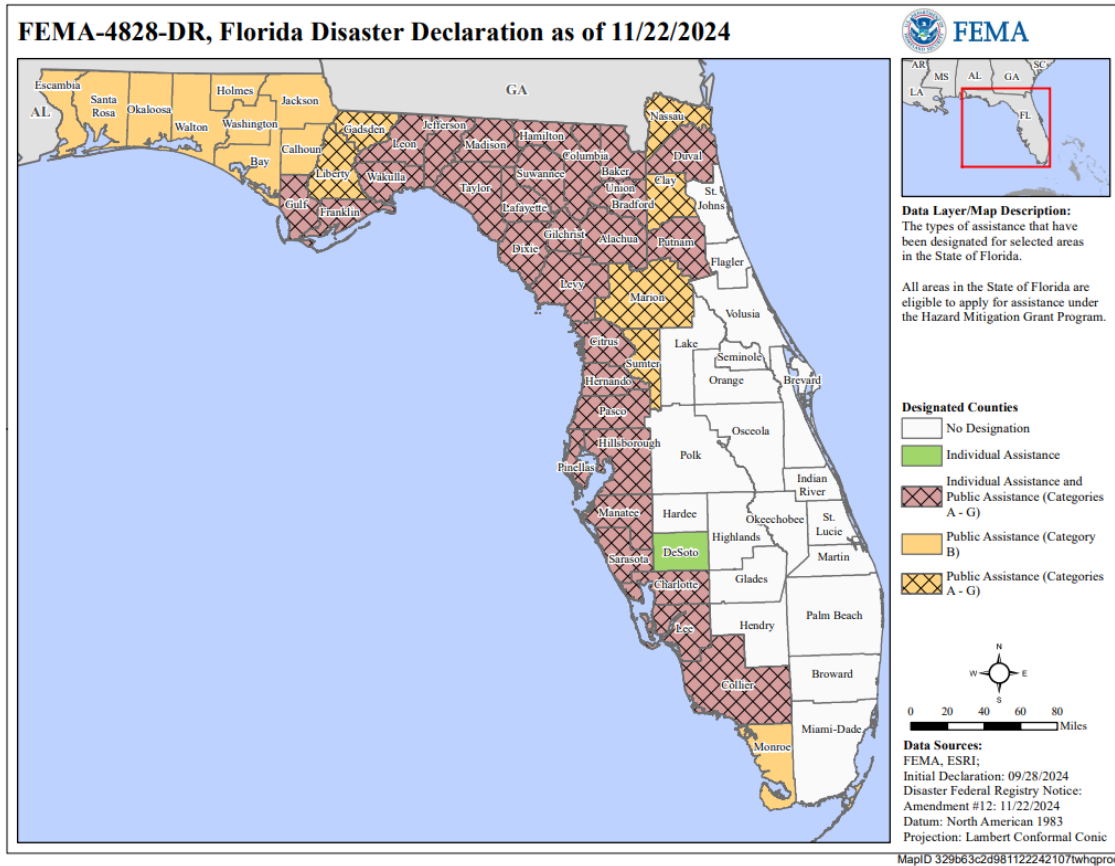 FEMA-4828-DR, Florida Disaster Declaration as of 11/22/2024
FEMA
AR
SC
MS
AL
GA
LA
FL
GA
AL
Escambia
Santa
Rosa
Okaloosa
Walton
Holmes
Washington
Jackson
Bay
Calhoun
Gadsden
Liberty
Gulf
Franklin
Leon
Wakulla
Jefferson
Madison
Taylor
Hamilton
Suwannee
Lafayette
Columbia
Baker
Union
Bradford
Nassau
Duval
Clay
St.
Johns
Putnam
Flagler
Dixie
Gilchrist
Alachua
Levy
Marion
Volusia
Citrus
Sumter
Lake
Seminole
Orange
Brevard
Hernando
Pasco
Hillsborough
Pinellas
Polk
Osceola
Indian
River
Manatee
Hardee
Okeechobee
St.
Lucie
Highlands
Sarasota
DeSoto
Martin
Charlotte
Glades
Lee
Hendry
Palm Beach
Collier
Broward
Monroe
Miami-Dade
Data Layer/Map Description:
The types of assistance that have
been designated for selected areas
in the State of Florida.
All areas in the State of Florida are
eligible to apply for assistance under
the Hazard Mitigation Grant Program.
Designated Counties
No Designation
Individual Assistance
Individual Assistance and
Public Assistance (Categories
A - G)
Public Assistance (Category
B)
Public Assistance (Categories
A - G)
N
W
E
S
0 20 40 60 80
Miles
Data Sources:
FEMA, ESRI;
Initial Declaration: 09/28/2024
Disaster Federal Registry Notice:
Amendment #12: 11/22/2024
Datum: North American 1983
Projection: Lambert Conformal Conic
MapID 329b63c2d981122242107twhqprod